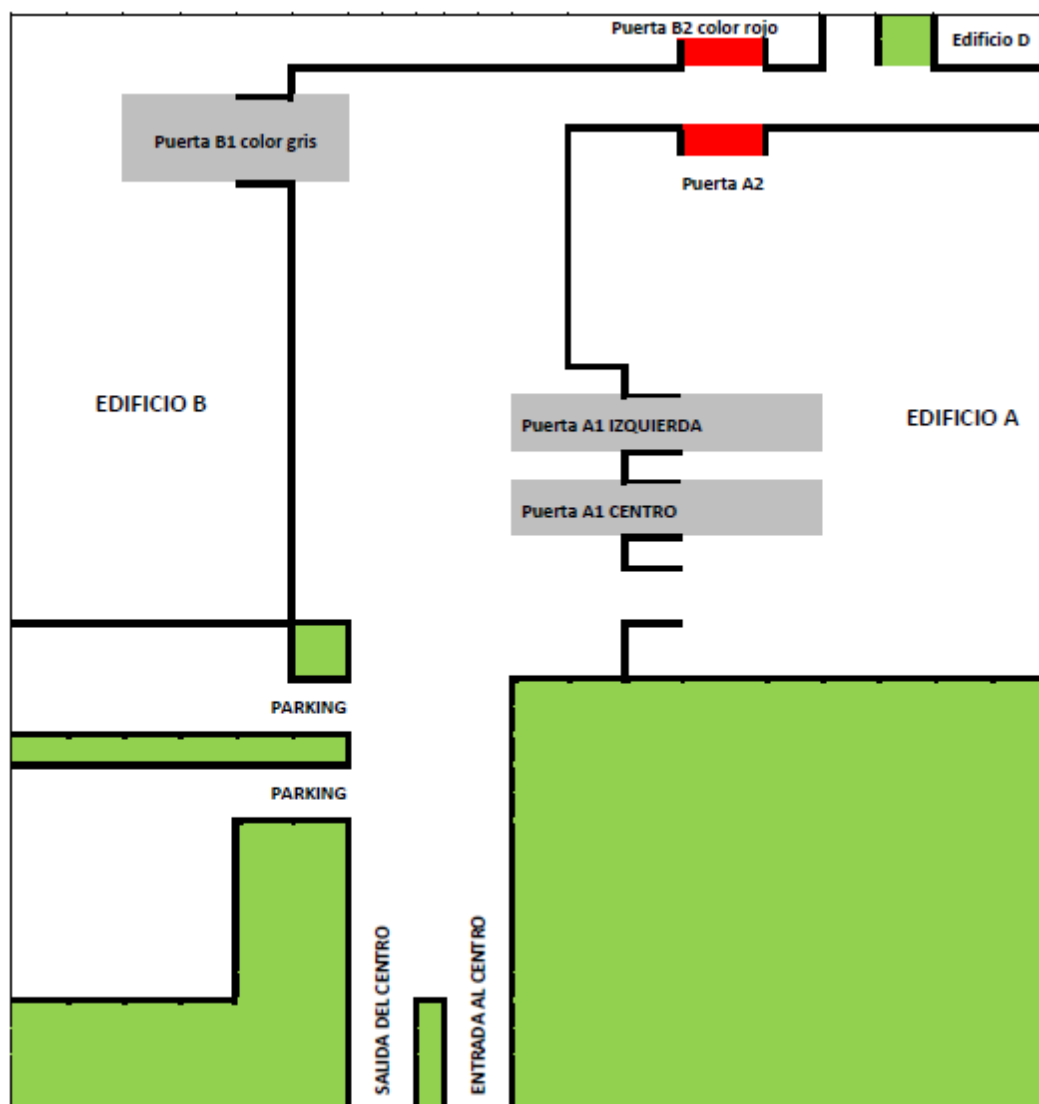 Puerta B2 color rojo
Edificio D
Puerta B1 color gris
Puerta A2
EDIFICIO B
EDIFICIO A
Puerta A1 IZQUIERDA
Puerta A1 CENTRO
PARKING
PARKING
SALIDA DEL CENTRO
ENTRADA AL CENTRO